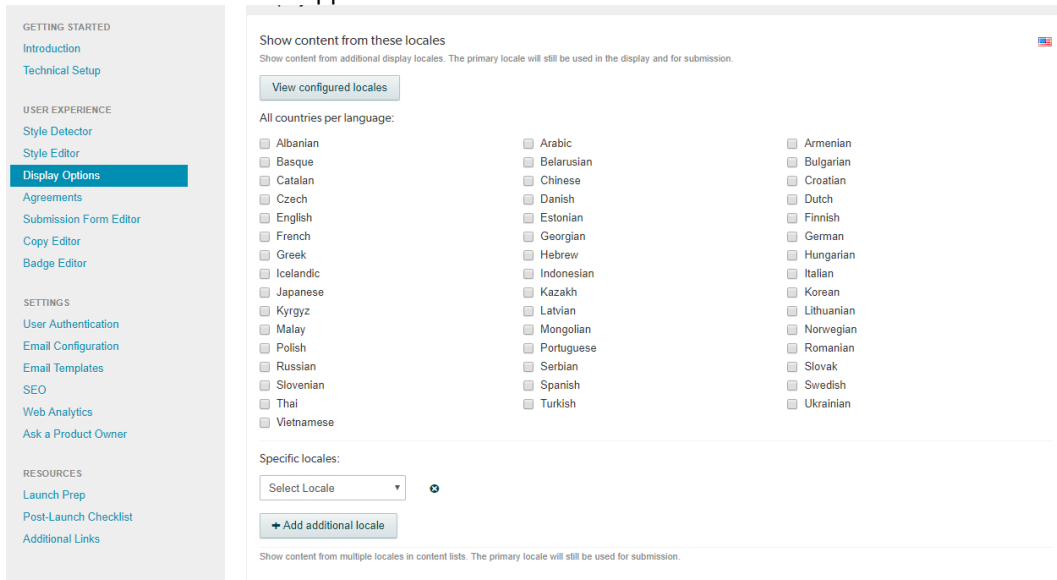 GETTING STARTED
Introduction
Technical Setup
USER EXPERIENCE
Style Detector
Style Editor
Display Options
Agreements
Submission Form Editor
Copy Editor
Badge Editor
SETTINGS
User Authentication
Email Configuration
Email Templates
SEO
Web Analytics
Ask a Product Owner
RESOURCES
Launch Prep
Post-Launch Checklist
Additional Links
Show content from these locales
Show content from additional display locales. The primary locale will still be used in the display and for submission.
View configured locales
All countries per language:
Albanian Arabic Armenian
Basque Belarusian Bulgarian
Catalan Chinese Croatian
Czech Danish Dutch
English Estonian Finnish
French Georgian German
Greek Hebrew Hungarian
Icelandic Indonesian Italian
Japanese Kazakh Korean
Kyrgyz Latvian Lithuanian
Malay Mongolian Norwegian
Polish Portuguese Romanian
Russian Serbian Slovak
Slovenian Spanish Swedish
Thai Turkish Ukrainian
Vietnamese
Specific locales:
Select Locale
Add additional locale
Show content from multiple locales in content lists. The primary locale will still be used for submission.